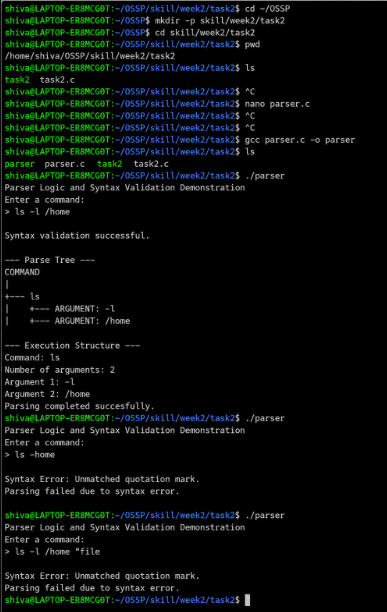 shiva@LAPTOP-ER8MCG0T:~/OSSP/skill/week2/task2$ cd ~/OSSP
shiva@LAPTOP-ER8MCG0T:~/OSSP$ mkdir -p skill/week2/task2
shiva@LAPTOP-ER8MCG0T:~/OSSP$ cd skill/week2/task2
shiva@LAPTOP-ER8MCG0T:~/OSSP/skill/week2/task2$ pwd
/home/shiva/OSSP/skill/week2/task2
shiva@LAPTOP-ER8MCG0T:~/OSSP/skill/week2/task2$ ls
task2  task2.c
shiva@LAPTOP-ER8MCG0T:~/OSSP/skill/week2/task2$ ^C
shiva@LAPTOP-ER8MCG0T:~/OSSP/skill/week2/task2$ nano parser.c
shiva@LAPTOP-ER8MCG0T:~/OSSP/skill/week2/task2$ ^C
shiva@LAPTOP-ER8MCG0T:~/OSSP/skill/week2/task2$ ^C
shiva@LAPTOP-ER8MCG0T:~/OSSP/skill/week2/task2$ gcc parser.c -o parser
shiva@LAPTOP-ER8MCG0T:~/OSSP/skill/week2/task2$ ls
parser  parser.c  task2  task2.c
shiva@LAPTOP-ER8MCG0T:~/OSSP/skill/week2/task2$ ./parser
Parser Logic and Syntax Validation Demonstration
Enter a command:
> ls -l /home
Syntax validation successful.
--- Parse Tree ---
COMMAND
|
+--- ls
|    +--- ARGUMENT: -l
|    +--- ARGUMENT: /home
--- Execution Structure ---
Command: ls
Number of arguments: 2
Argument 1: -l
Argument 2: /home
Parsing completed succesfully.
shiva@LAPTOP-ER8MCG0T:~/OSSP/skill/week2/task2$ ./parser
Parser Logic and Syntax Validation Demonstration
Enter a command:
> ls -home
Syntax Error: Unmatched quotation mark.
Parsing failed due to syntax error.
shiva@LAPTOP-ER8MCG0T:~/OSSP/skill/week2/task2$ ./parser
Parser Logic and Syntax Validation Demonstration
Enter a command:
> ls -l /home "file
Syntax Error: Unmatched quotation mark.
Parsing failed due to syntax error.
shiva@LAPTOP-ER8MCG0T:~/OSSP/skill/week2/task2$